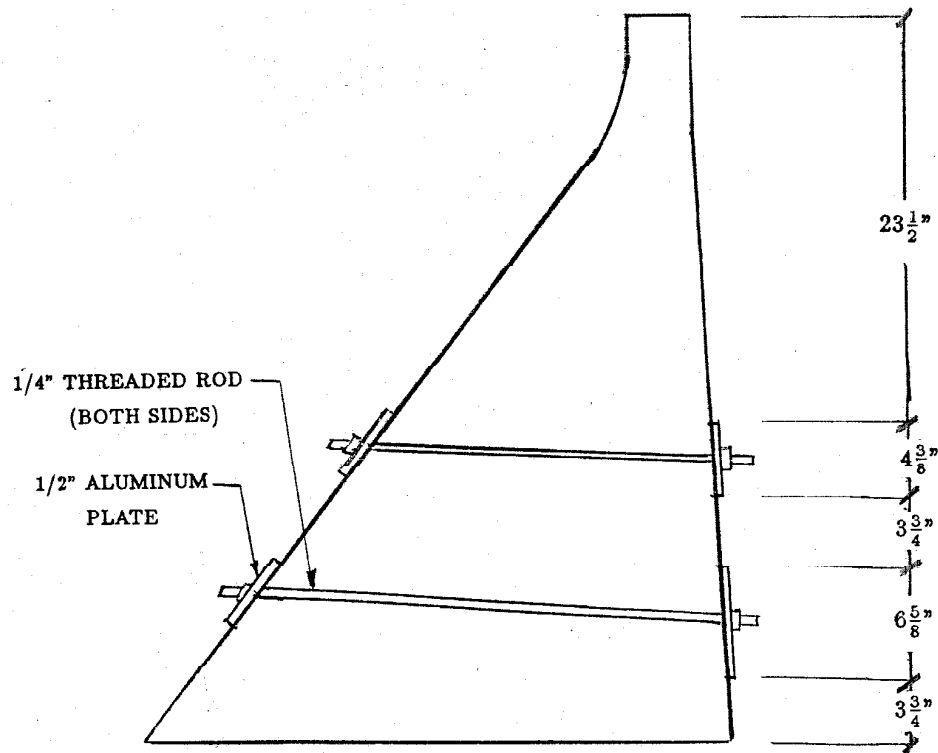 23 1/2"
1/4" THREADED ROD
(BOTH SIDES)
1/2" ALUMINUM
PLATE
4 3/8"
3 3/4"
6 5/8"
3 3/4"